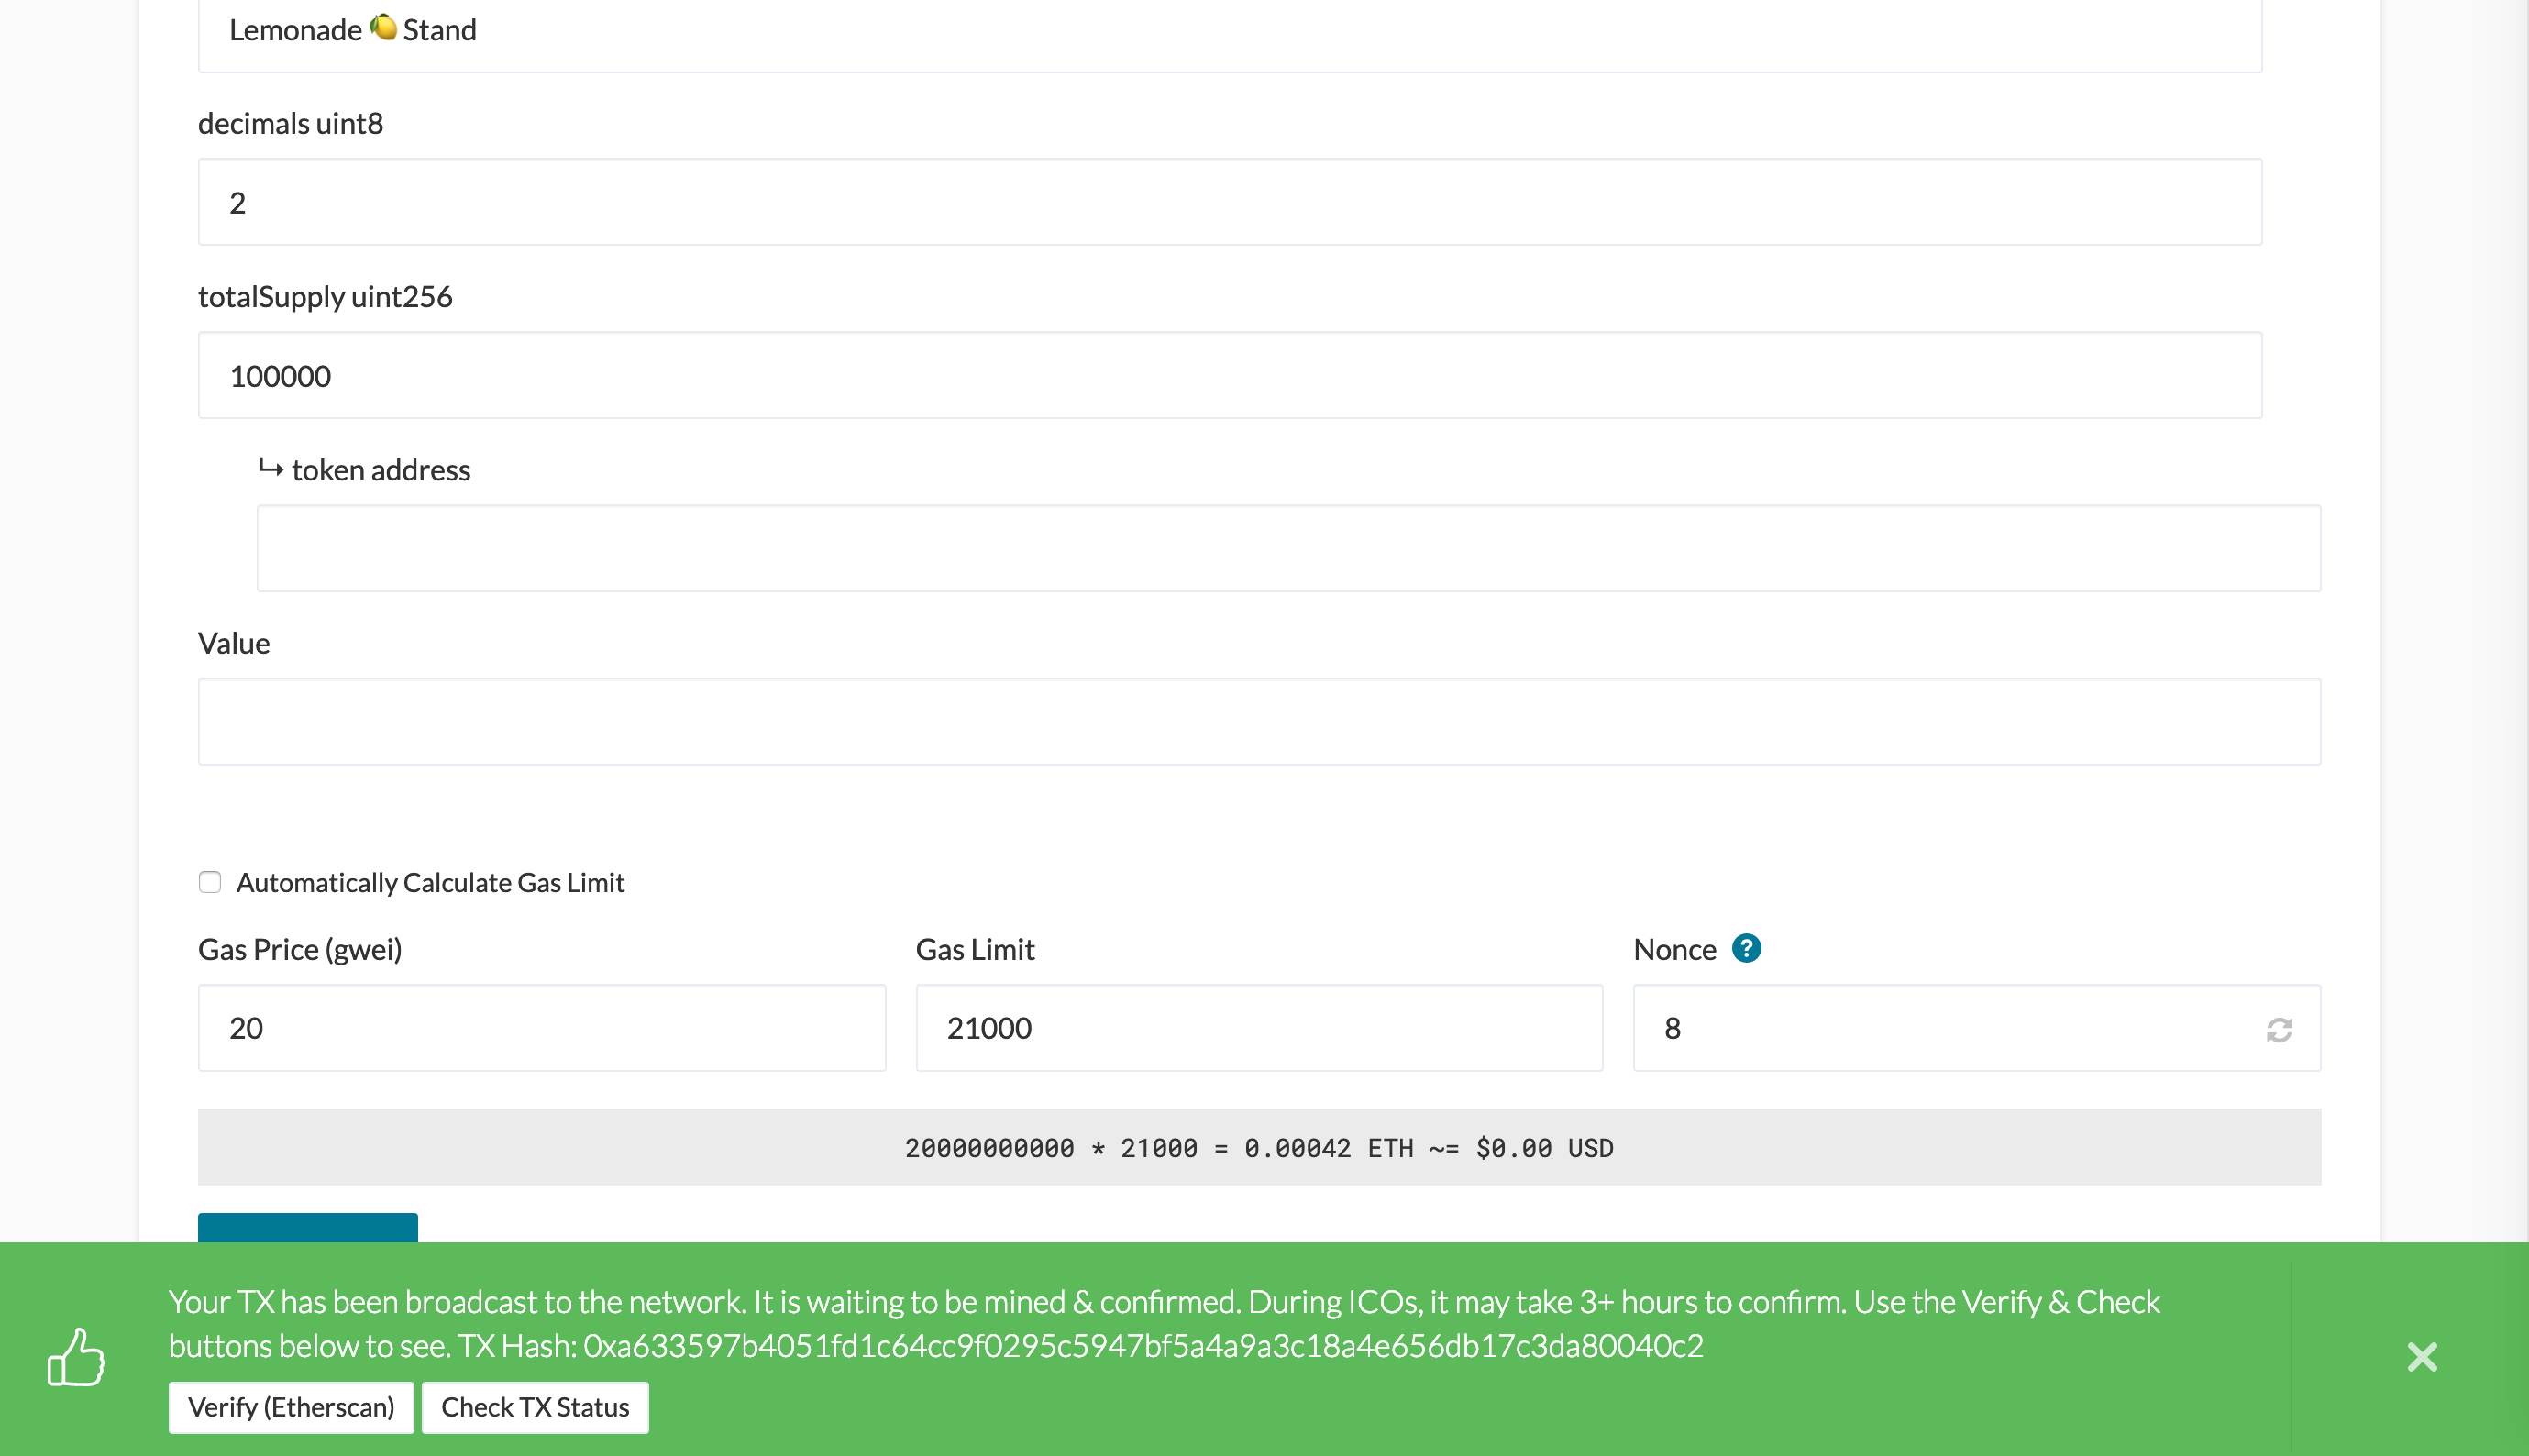 Lemonade 🍋 Stand
decimals uint8
2
totalSupply uint256
100000
↳ token address
Value
Automatically Calculate Gas Limit
Gas Price (gwei) Gas Limit Nonce ?
20 21000 8
20000000000 * 21000 = 0.00042 ETH ~= $0.00 USD
Your TX has been broadcast to the network. It is waiting to be mined & confirmed. During ICOs, it may take 3+ hours to confirm. Use the Verify & Check
buttons below to see. TX Hash: 0xa633597b4051fd1c64cc9f0295c5947bf5a4a9a3c18a4e656db17c3da80040c2
Verify (Etherscan) Check TX Status